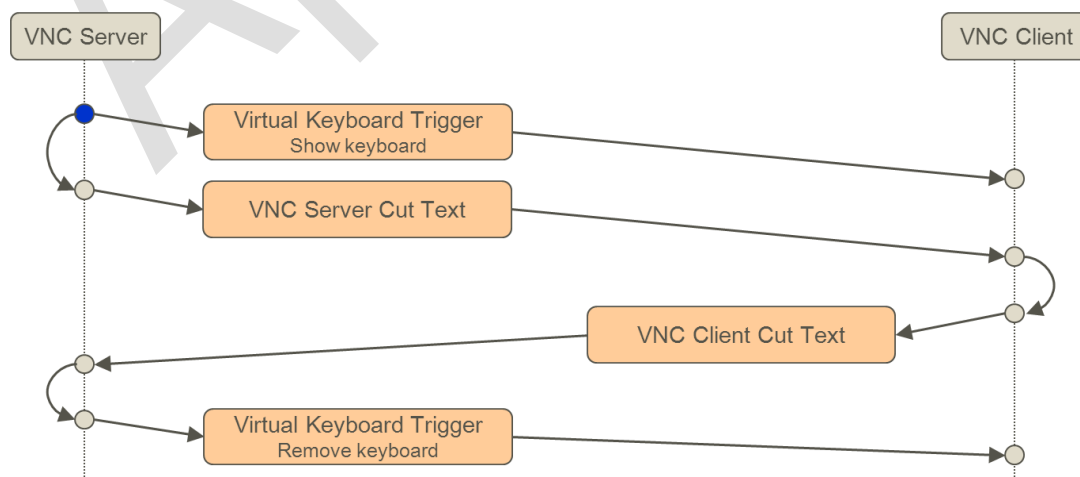 VNC Server
VNC Client
Virtual Keyboard Trigger
Show keyboard
VNC Server Cut Text
VNC Client Cut Text
Virtual Keyboard Trigger
Remove keyboard